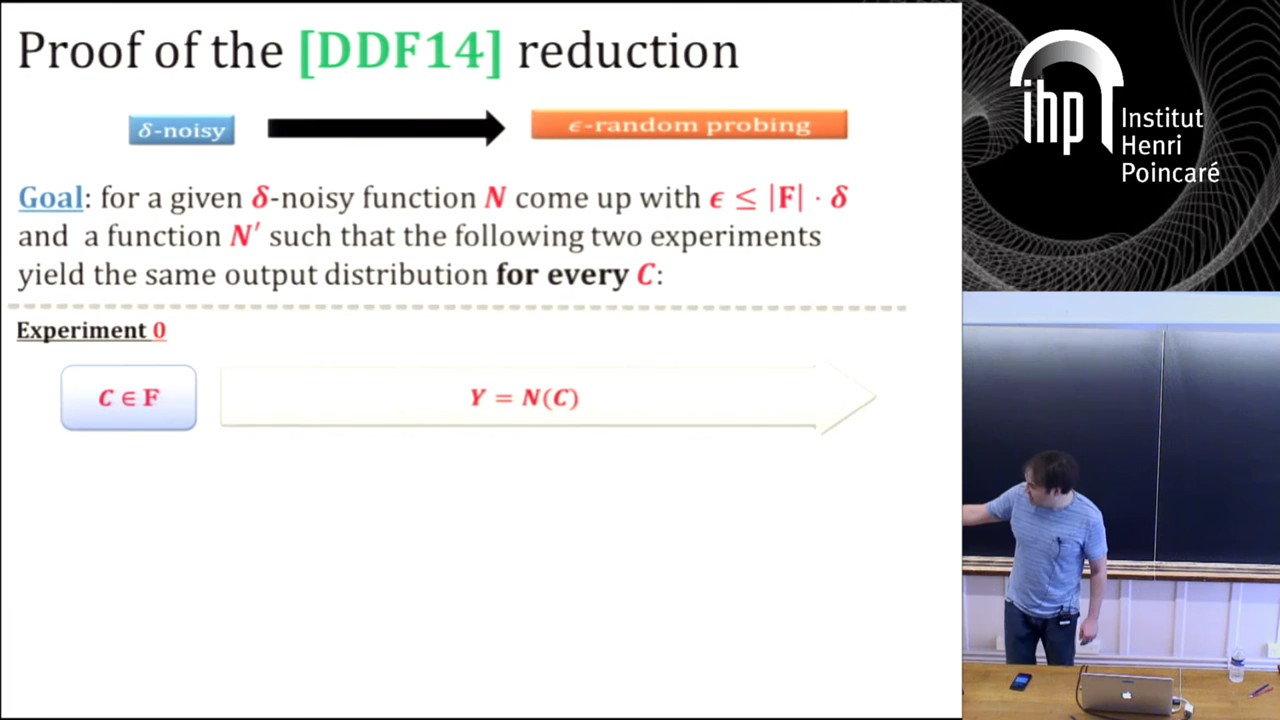 Proof of the [DDF14] reduction
δ-noisy
ϵ-random probing
Goal: for a given δ-noisy function N come up with ϵ ≤ |F| · δ
and a function N′ such that the following two experiments
yield the same output distribution for every C:
Experiment 0
C ∈ F
Y = N(C)
ihp
Institut
Henri
Poincaré